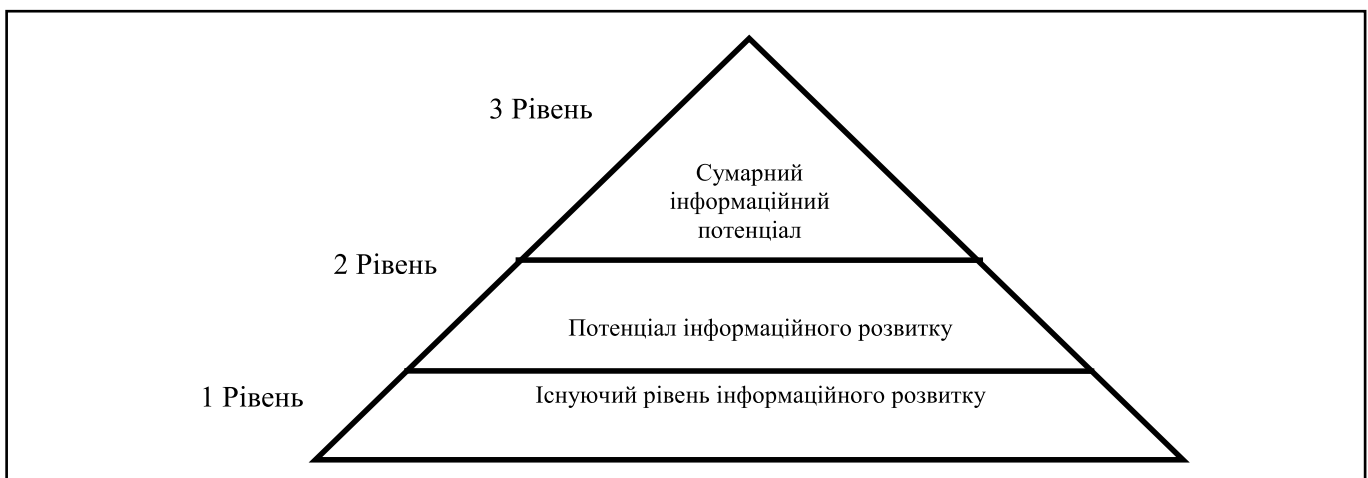 3 Рівень
Сумарний
інформаційний
потенціал
2 Рівень
Потенціал інформаційного розвитку
1 Рівень
Існуючий рівень інформаційного розвитку